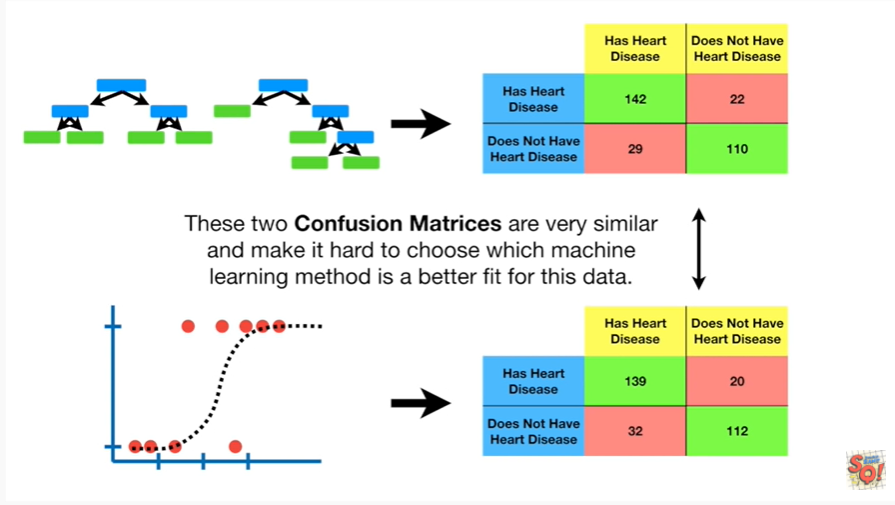 Has Heart
Disease
Does Not Have
Heart Disease
Has Heart
Disease
142
22
Does Not Have
Heart Disease
29
110
These two Confusion Matrices are very similar
and make it hard to choose which machine
learning method is a better fit for this data.
Has Heart
Disease
Does Not Have
Heart Disease
Has Heart
Disease
139
20
Does Not Have
Heart Disease
32
112
SQ!